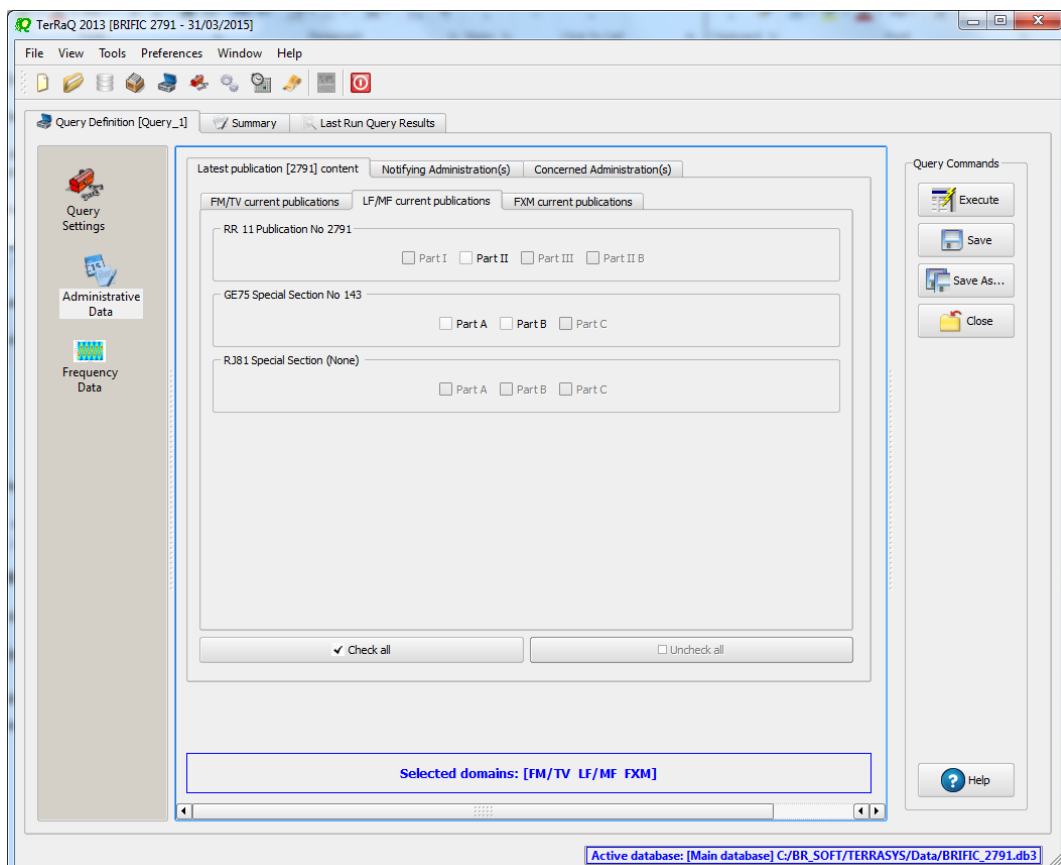 TerRaQ 2013 [BRIFIC 2791 - 31/03/2015]
File View Tools Preferences Window Help
Query Definition [Query_1] Summary Last Run Query Results
Query Settings
Administrative Data
Frequency Data
Latest publication [2791] content Notifying Administration(s) Concerned Administration(s)
FM/TV current publications LF/MF current publications FXM current publications
RR 11 Publication No 2791
Part I Part II Part III Part II B
GE75 Special Section No 143
Part A Part B Part C
RJ81 Special Section (None)
Part A Part B Part C
Check all Uncheck all
Selected domains: [FM/TV LF/MF FXM]
Query Commands
Execute
Save
Save As...
Close
Help
Active database: [Main database] C:/BR_SOFT/TERRASYS/Data/BRIFIC_2791.db3